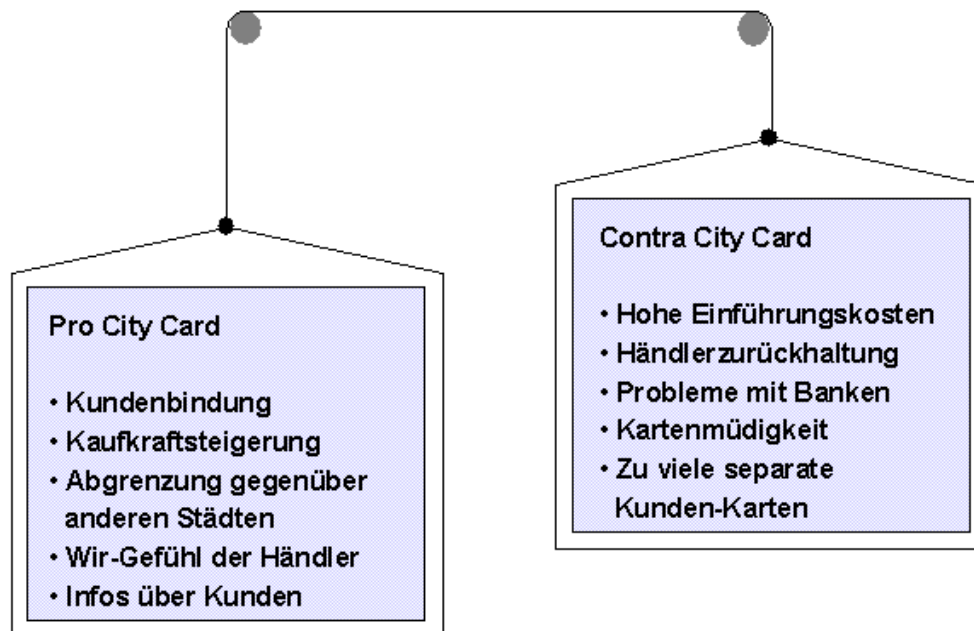 Pro City Card
• Kundenbindung
• Kaufkraftsteigerung
• Abgrenzung gegenüber
anderen Städten
• Wir-Gefühl der Händler
• Infos über Kunden
Contra City Card
• Hohe Einführungskosten
• Händlerzurückhaltung
• Probleme mit Banken
• Kartenmüdigkeit
• Zu viele separate
Kunden-Karten